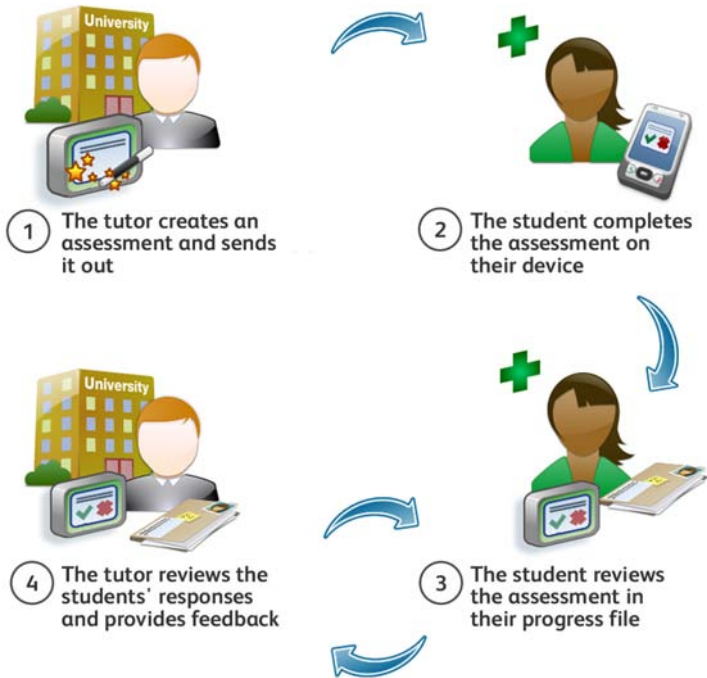 University
1
The tutor creates an
assessment and sends
it out
2
The student completes
the assessment on
their device
University
4
The tutor reviews the
students' responses
and provides feedback
3
The student reviews
the assessment in
their progress file